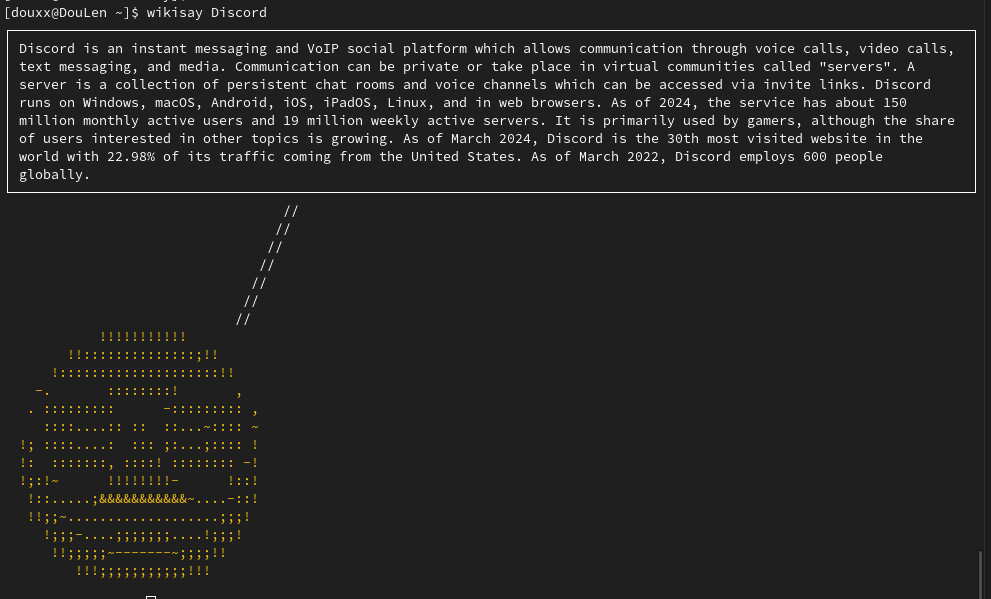 [douxx@DouLen ~]$ wikisay Discord
Discord is an instant messaging and VoIP social platform which allows communication through voice calls, video calls,
text messaging, and media. Communication can be private or take place in virtual communities called "servers". A
server is a collection of persistent chat rooms and voice channels which can be accessed via invite links. Discord
runs on Windows, macOS, Android, iOS, iPadOS, Linux, and in web browsers. As of 2024, the service has about 150
million monthly active users and 19 million weekly active servers. It is primarily used by gamers, although the share
of users interested in other topics is growing. As of March 2024, Discord is the 30th most visited website in the
world with 22.98% of its traffic coming from the United States. As of March 2022, Discord employs 600 people
globally.